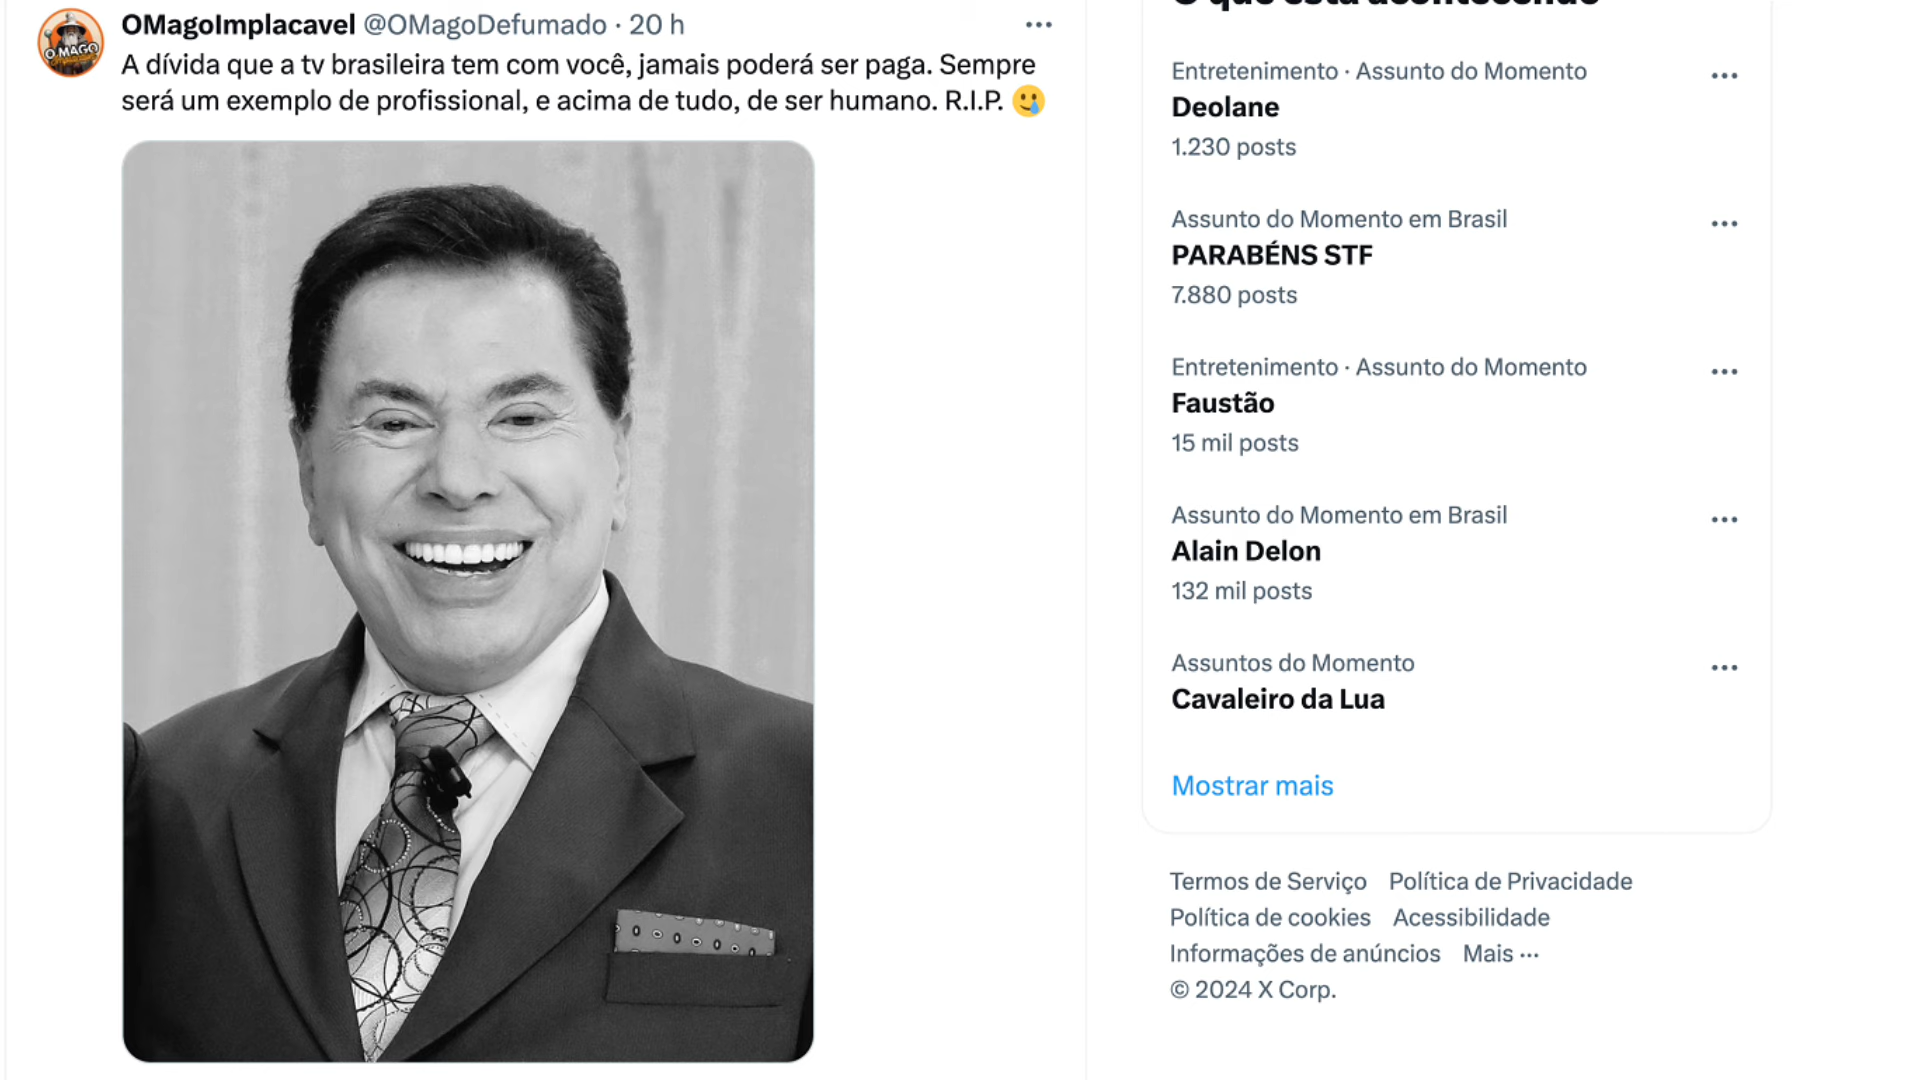 OMagoImplacavel @OMagoDefumado · 20 h
A dívida que a tv brasileira tem com você, jamais poderá ser paga. Sempre
será um exemplo de profissional, e acima de tudo, de ser humano. R.I.P. 🥲
O MAGO
O que está acontecendo
Entretenimento · Assunto do Momento
Deolane
1.230 posts
Assunto do Momento em Brasil
PARABÉNS STF
7.880 posts
Entretenimento · Assunto do Momento
Faustão
15 mil posts
Assunto do Momento em Brasil
Alain Delon
132 mil posts
Assuntos do Momento
Cavaleiro da Lua
Mostrar mais
Termos de Serviço Política de Privacidade
Política de cookies Acessibilidade
Informações de anúncios Mais ···
© 2024 X Corp.